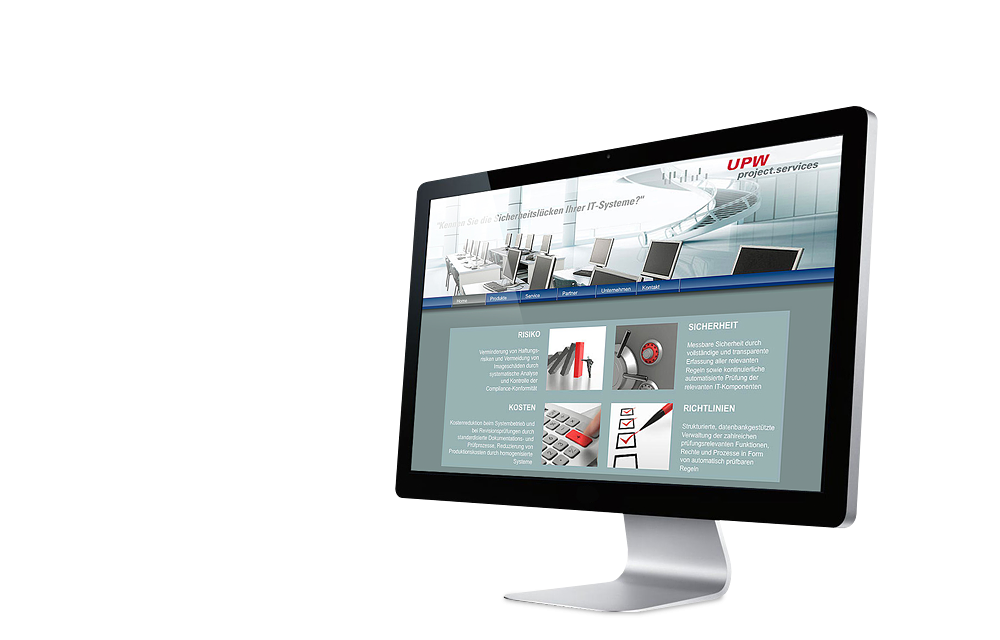 UPW
project.services
"Kennen Sie die Sicherheitslücken Ihrer IT-Systeme?"
Home Produkte Service Partner Unternehmen Kontakt
RISIKO
Verminderung von Haftungs-
risiken und Vermeidung von
Imageschäden durch
systematische Analyse
und Kontrolle der
Compliance-Konformität
SICHERHEIT
Messbare Sicherheit durch
vollständige und transparente
Erfassung aller relevanten
Regeln sowie kontinuierliche
automatisierte Prüfung der
relevanten IT-Komponenten
KOSTEN
Kostenreduktion beim Systembetrieb und
bei Revisionsprüfungen durch
standardisierte Dokumentations- und
Prüfprozesse, Reduzierung von
Produktionskosten durch homogenisierte
Systeme
RICHTLINIEN
Strukturierte, datenbankgestützte
Verwaltung der zahlreichen
prüfungsrelevanten Funktionen,
Rechte und Prozesse in Form
von automatisch prüfbaren
Regeln